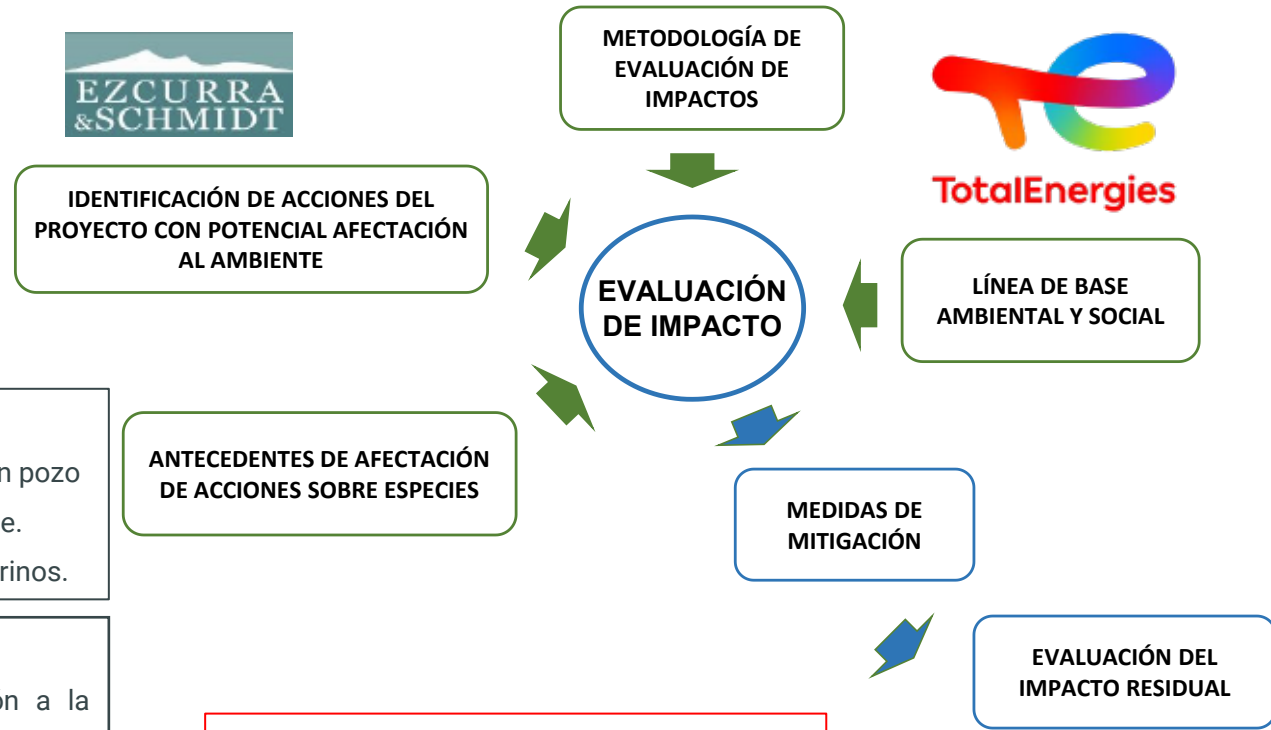 EZCURRA
&SCHMIDT
METODOLOGÍA DE
EVALUACIÓN DE
IMPACTOS
TotalEnergies
IDENTIFICACIÓN DE ACCIONES DEL
PROYECTO CON POTENCIAL AFECTACIÓN
AL AMBIENTE
EVALUACIÓN
DE IMPACTO
LÍNEA DE BASE
AMBIENTAL Y SOCIAL
ANTECEDENTES DE AFECTACIÓN
DE ACCIONES SOBRE ESPECIES
MEDIDAS DE
MITIGACIÓN
EVALUACIÓN DEL
IMPACTO RESIDUAL
n pozo
e.
rinos.
ón a la